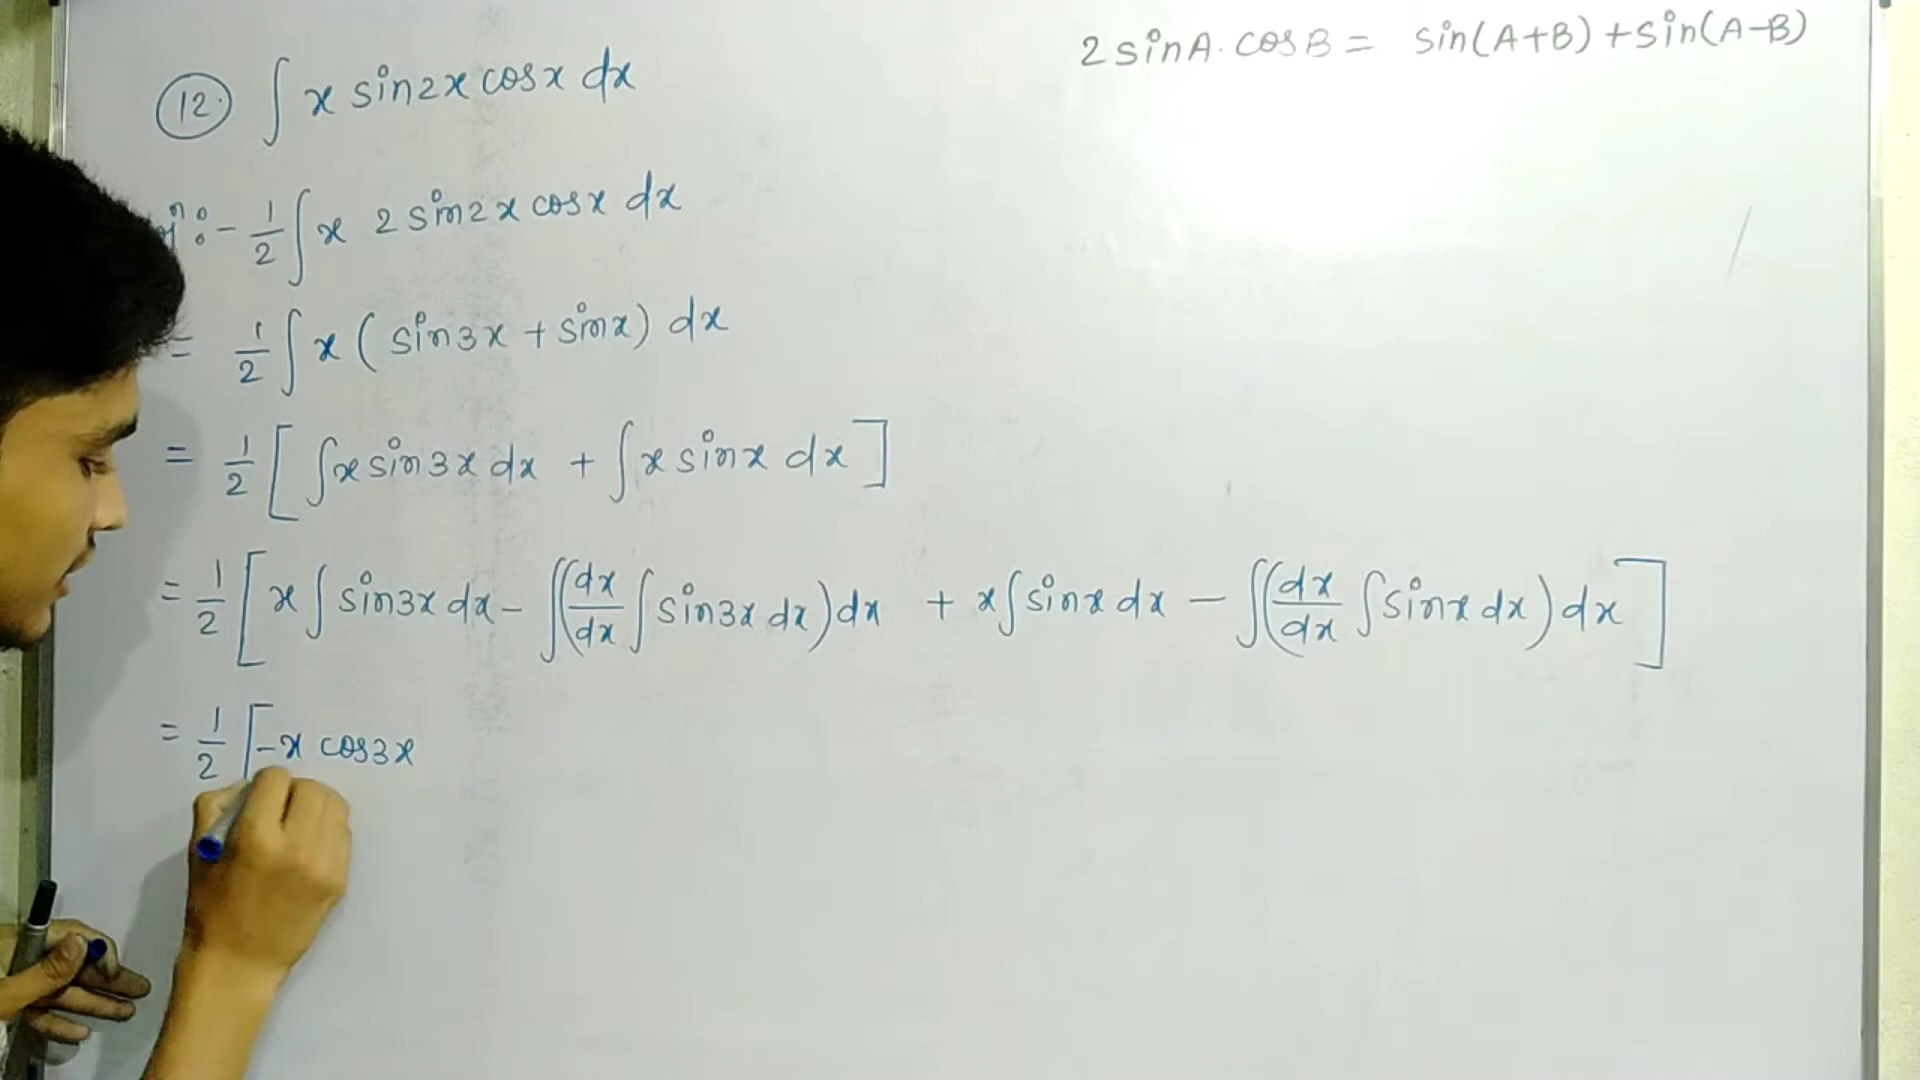 2 sinA. cosB = sin(A+B) + sin(A-B)
12. ∫ x sin2x cosx dx
:- 1/2 ∫ x 2 sin2x cosx dx
= 1/2 ∫ x ( sin3x + sinx) dx
= 1/2 [ ∫x sin3x dx + ∫x sinx dx ]
= 1/2 [ x ∫ sin3x dx - ∫(dx/dx ∫ sin3x dx) dx + x ∫ sinx dx - ∫(dx/dx ∫ sinx dx) dx ]
= 1/2 [ -x cos3x